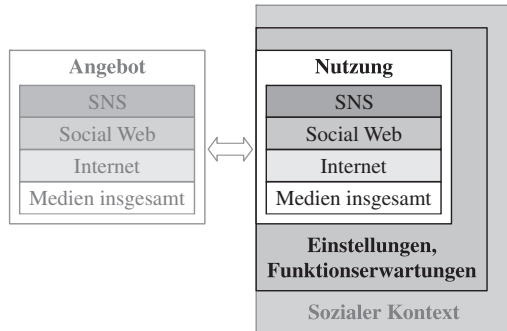 Angebot
SNS
Social Web
Internet
Medien insgesamt
Nutzung
SNS
Social Web
Internet
Medien insgesamt
Einstellungen,
Funktionserwartungen
Sozialer Kontext